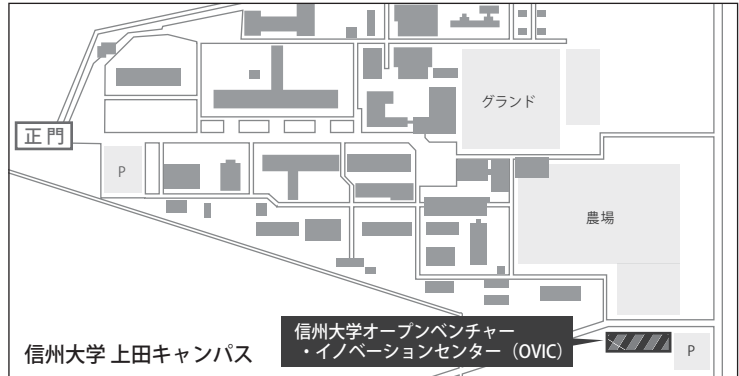 グランド
正門
P
農場
信州大学オープンベンチャー
・イノベーションセンター（OVIC）
信州大学 上田キャンパス
P